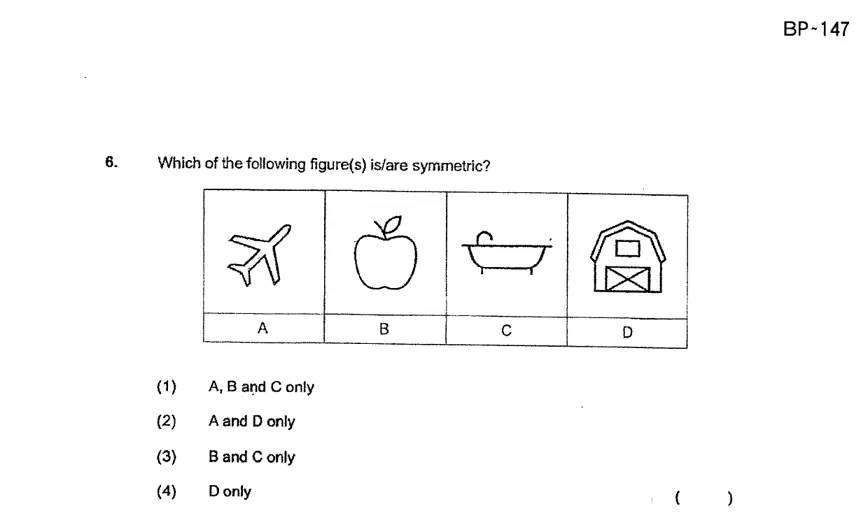 BP-147
6. Which of the following figure(s) is/are symmetric?
A B C D
(1) A, B and C only
(2) A and D only
(3) B and C only
(4) D only
( )